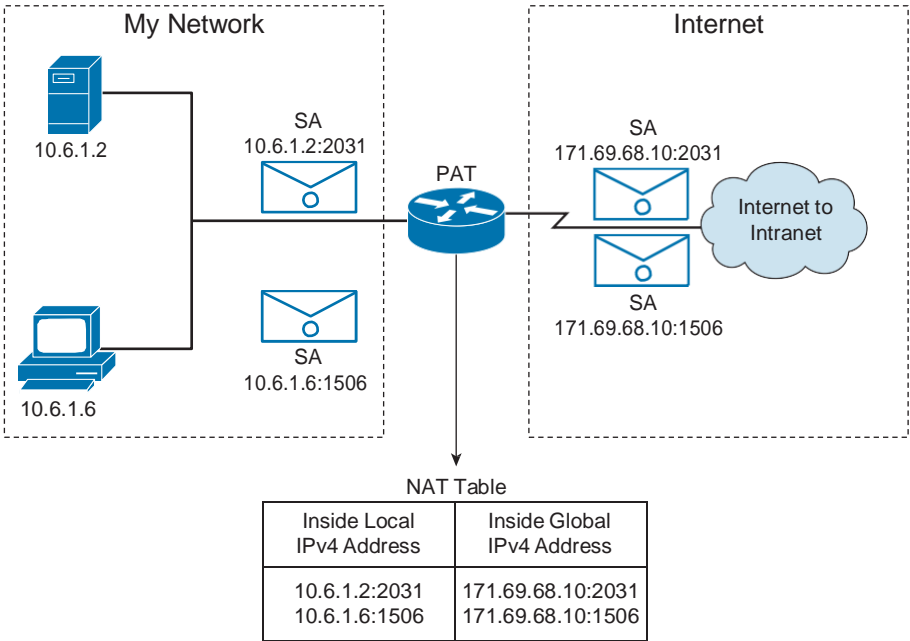 My Network
Internet
10.6.1.2
SA
10.6.1.2:2031
PAT
SA
171.69.68.10:2031
Internet to
Intranet
10.6.1.6
SA
10.6.1.6:1506
SA
171.69.68.10:1506
NAT Table
Inside Local
IPv4 Address
Inside Global
IPv4 Address
10.6.1.2:2031
171.69.68.10:2031
10.6.1.6:1506
171.69.68.10:1506